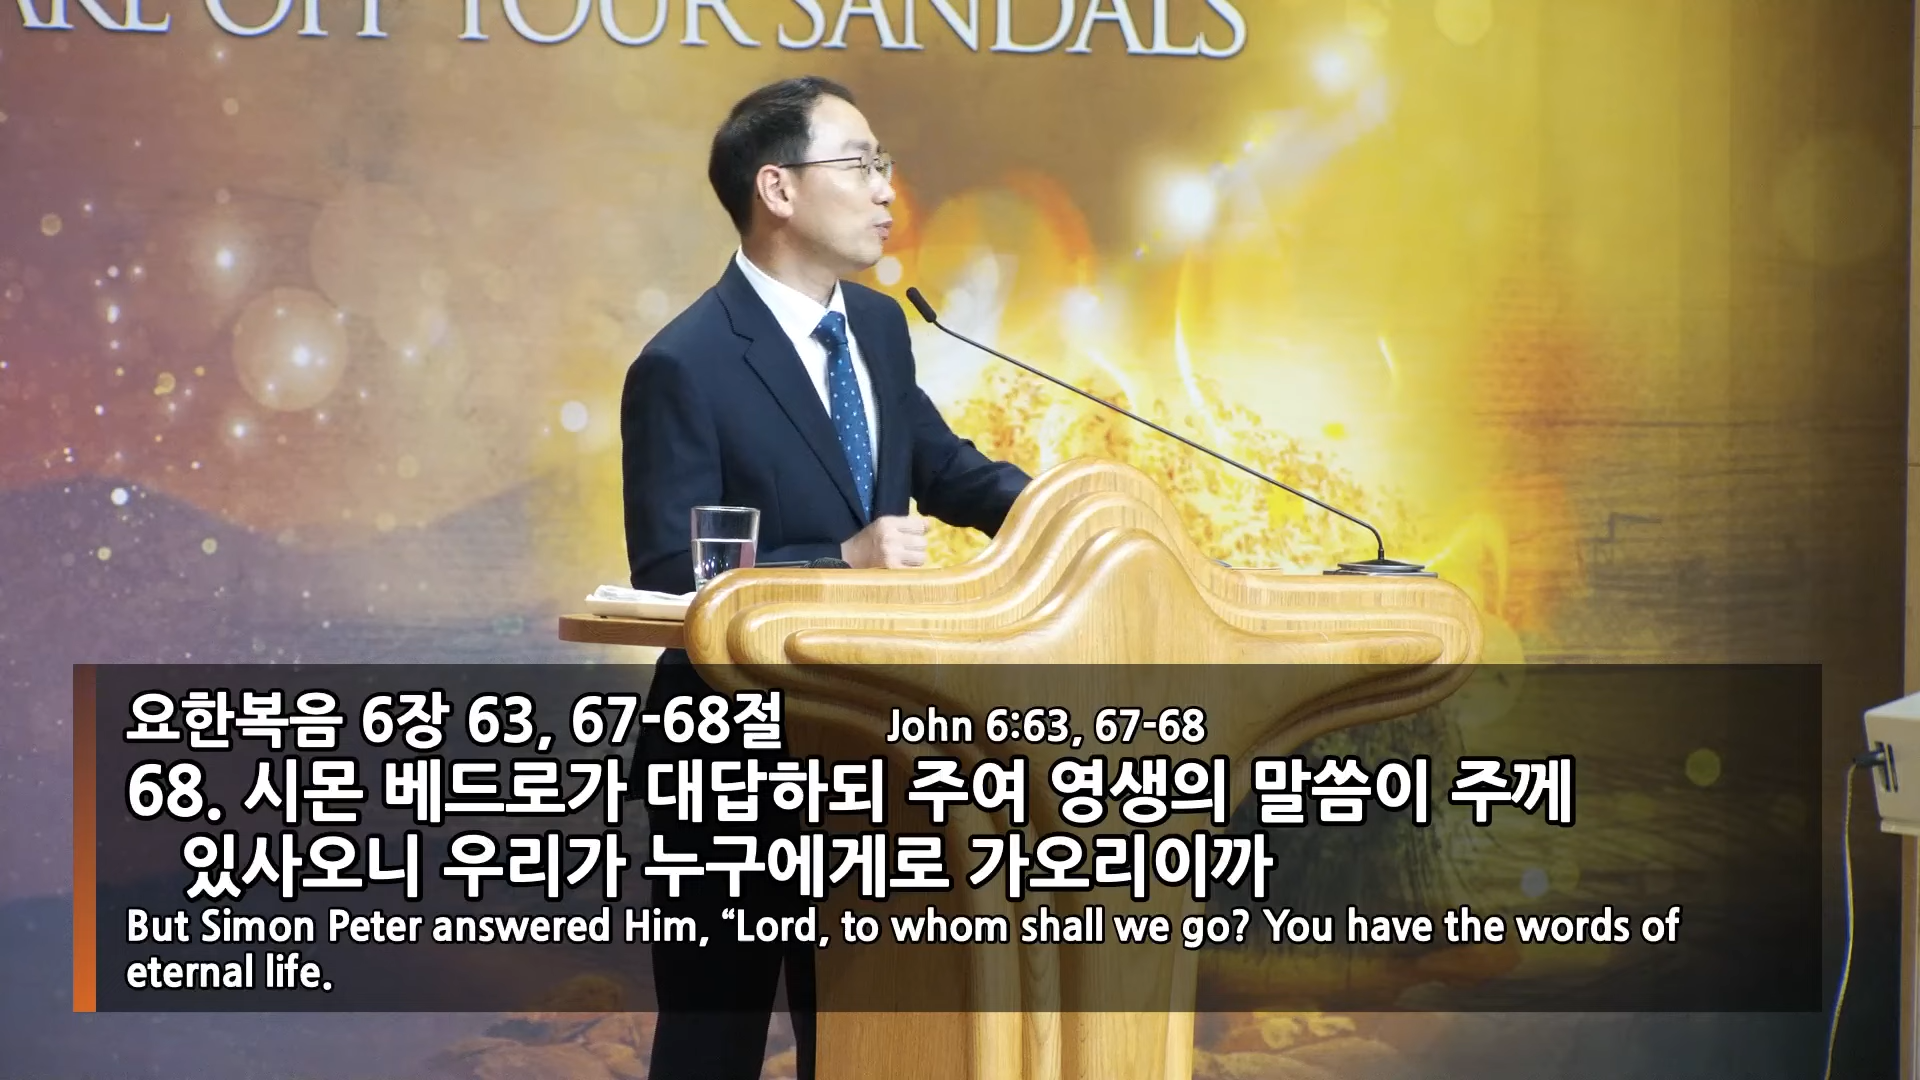 OFF YOUR SANDALS
요한복음 6장 63, 67-68절 John 6:63, 67-68
68. 시몬 베드로가 대답하되 주여 영생의 말씀이 주께
있사오니 우리가 누구에게로 가오리이까
But Simon Peter answered Him, “Lord, to whom shall we go? You have the words of
eternal life.